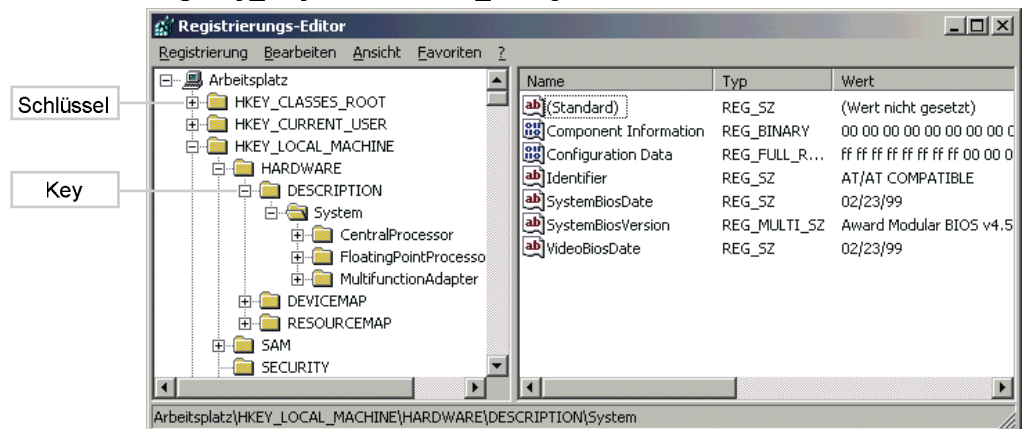 Registrierungs-Editor
Registrierung Bearbeiten Ansicht Favoriten ?
Schlüssel
Key
Arbeitsplatz
HKEY_CLASSES_ROOT
HKEY_CURRENT_USER
HKEY_LOCAL_MACHINE
HARDWARE
DESCRIPTION
System
CentralProcessor
FloatingPointProcesso
MultifunctionAdapter
DEVICEMAP
RESOURCEMAP
SAM
SECURITY
Name Typ Wert
(Standard) REG_SZ (Wert nicht gesetzt)
Component Information REG_BINARY 00 00 00 00 00 00 00 00 0
Configuration Data REG_FULL_R... ff ff ff ff ff ff ff ff 00 00 0
Identifier REG_SZ AT/AT COMPATIBLE
SystemBiosDate REG_SZ 02/23/99
SystemBiosVersion REG_MULTI_SZ Award Modular BIOS v4.5
VideoBiosDate REG_SZ 02/23/99
Arbeitsplatz\HKEY_LOCAL_MACHINE\HARDWARE\DESCRIPTION\System